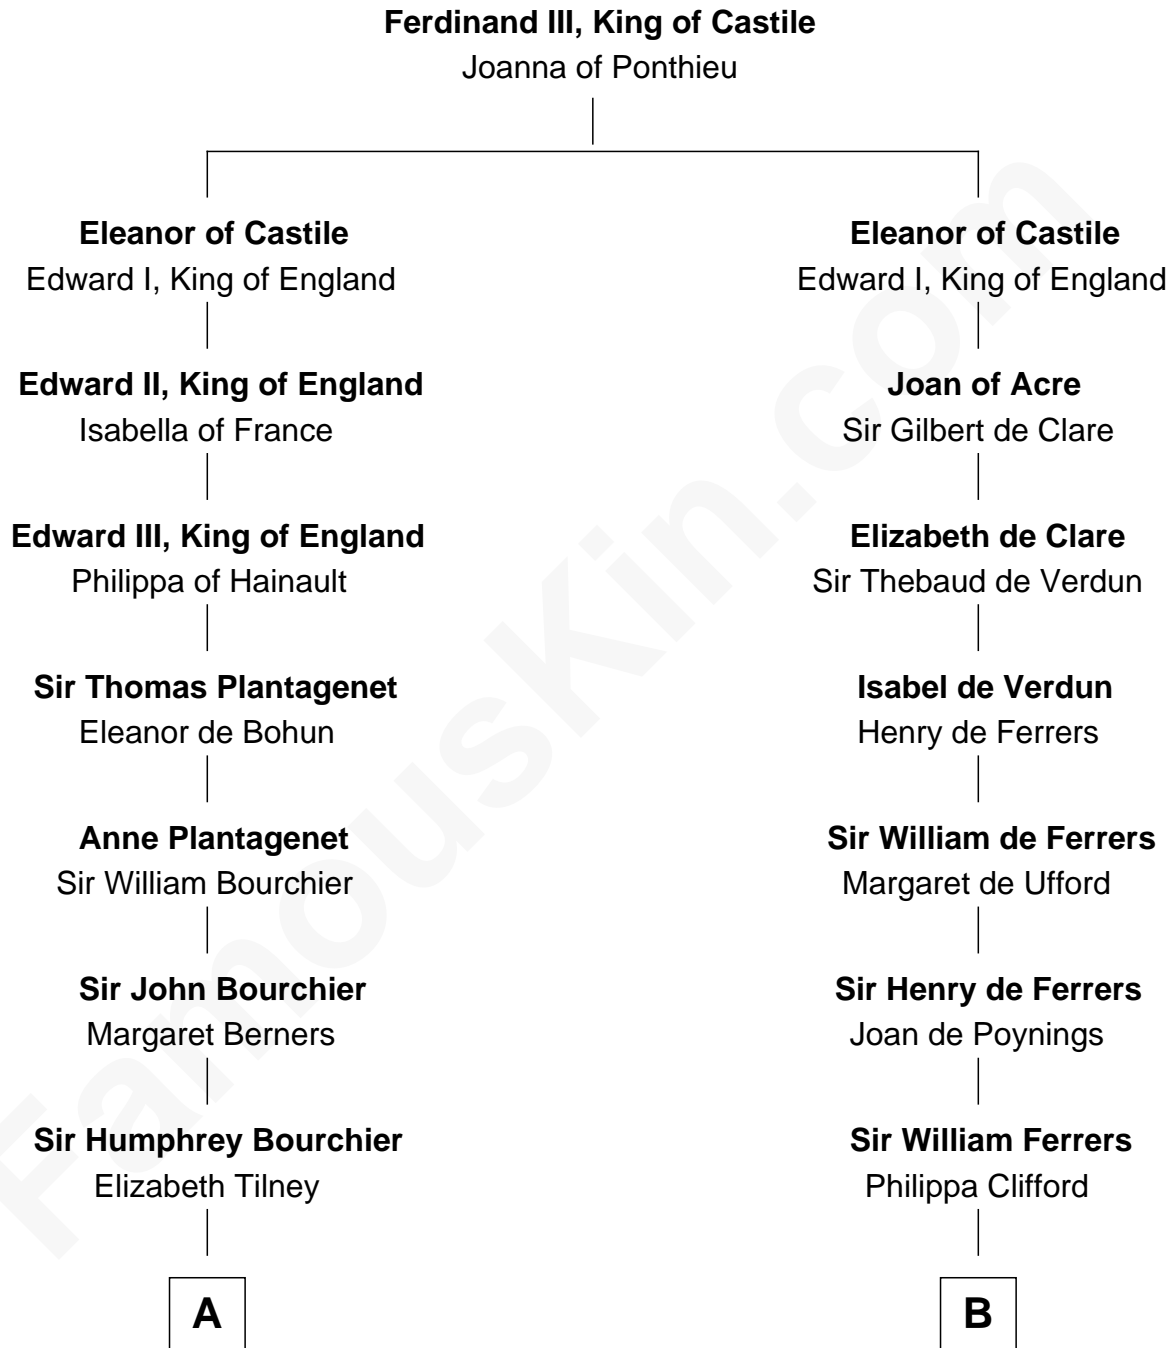 Ferdinand III, King of Castile
Joanna of Ponthieu
Eleanor of Castile
Edward I, King of England
Eleanor of Castile
Edward I, King of England
Edward II, King of England
Isabella of France
Joan of Acre
Sir Gilbert de Clare
Edward III, King of England
Philippa of Hainault
Elizabeth de Clare
Sir Thebaud de Verdun
Sir Thomas Plantagenet
Eleanor de Bohun
Isabel de Verdun
Henry de Ferrers
Anne Plantagenet
Sir William Bourchier
Sir William de Ferrers
Margaret de Ufford
Sir John Bourchier
Margaret Berners
Sir Henry de Ferrers
Joan de Poynings
Sir Humphrey Bourchier
Elizabeth Tilney
Sir William Ferrers
Philippa Clifford
A
B
FamousKin.com